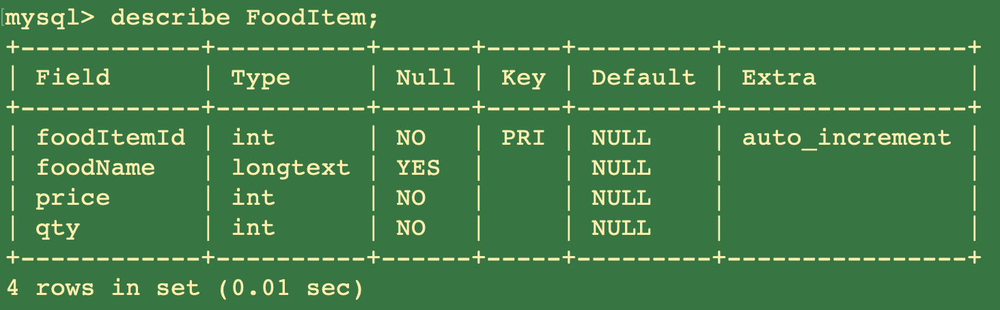 mysql> describe FoodItem;
+------------+----------+------+-----+---------+----------------+
| Field      | Type     | Null | Key | Default | Extra          |
+------------+----------+------+-----+---------+----------------+
| foodItemId | int      | NO   | PRI | NULL    | auto_increment |
| foodName   | longtext | YES  |     | NULL    |                |
| price      | int      | NO   |     | NULL    |                |
| qty        | int      | NO   |     | NULL    |                |
+------------+----------+------+-----+---------+----------------+
4 rows in set (0.01 sec)